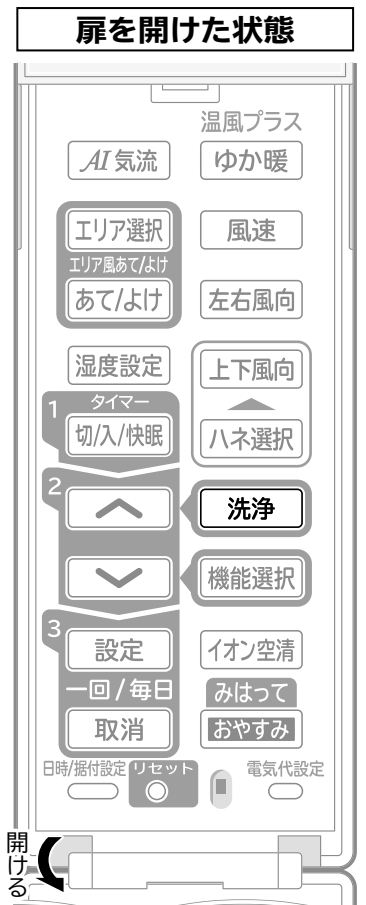 扉を開けた状態
温風プラス
AI気流
ゆか暖
エリア選択
風速
エリア風あて/よけ
あて/よけ
左右風向
湿度設定
上下風向
1
タイマー
切/入/快眠
ハネ選択
2
洗浄
機能選択
3
設定
イオン空清
一回/毎日
みはって
取消
おやすみ
日時/据付設定
リセット
電気代設定
開ける